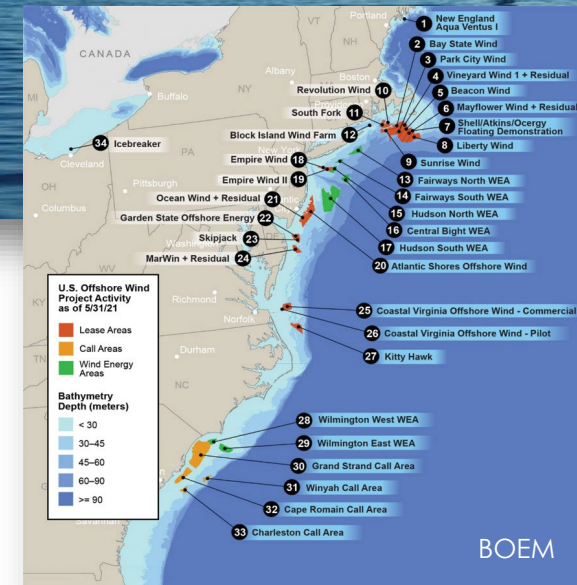 Portland
VT
NH
CANADA
Albany
NY
Boston
Buffalo
MI
Cleveland
PA
OH
Pittsburgh
Columbus
WV
Richmond
KY
Norfolk
Durham
TN
NC
Savannah
1 New England Aqua Ventus I
2 Bay State Wind
3 Park City Wind
4 Vineyard Wind 1 + Residual
5 Beacon Wind
6 Mayflower Wind + Residual
7 Shell/Atkins/Ocergy Floating Demonstration
8 Liberty Wind
9 Sunrise Wind
Revolution Wind 10
South Fork 11
Block Island Wind Farm 12
13 Fairways North WEA
14 Fairways South WEA
15 Hudson North WEA
16 Central Bight WEA
17 Hudson South WEA
Empire Wind 18
Empire Wind II 19
20 Atlantic Shores Offshore Wind
Ocean Wind + Residual 21
Garden State Offshore Energy 22
Skipjack 23
MarWin + Residual 24
25 Coastal Virginia Offshore Wind - Commercial
26 Coastal Virginia Offshore Wind - Pilot
27 Kitty Hawk
28 Wilmington West WEA
29 Wilmington East WEA
30 Grand Strand Call Area
31 Winyah Call Area
32 Cape Romain Call Area
33 Charleston Call Area
34 Icebreaker
U.S. Offshore Wind
Project Activity
as of 5/31/21
Lease Areas
Call Areas
Wind Energy
Areas
Bathymetry
Depth (meters)
< 30
30–45
45–60
60–90
>= 90
BOEM